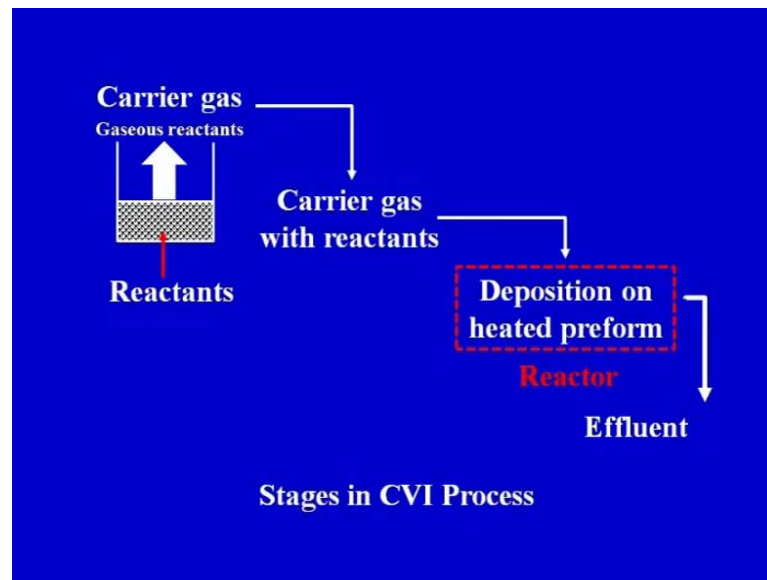 Carrier gas
Gaseous reactants
Reactants
Carrier gas
with reactants
Deposition on
heated preform
Reactor
Effluent
Stages in CVI Process